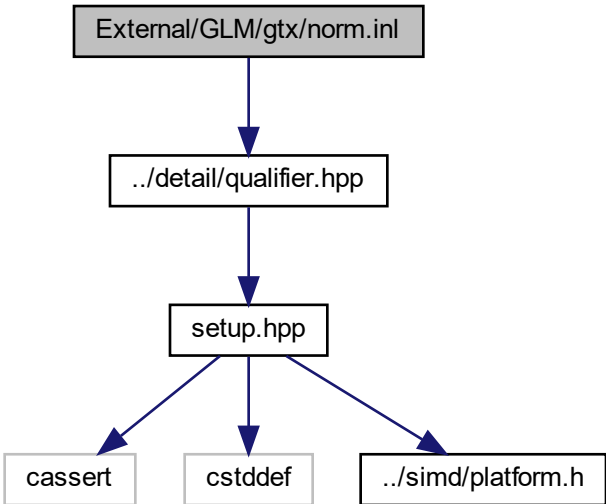 External/GLM/gtx/norm.inl
../detail/qualifier.hpp
setup.hpp
cassert
cstddef
../simd/platform.h